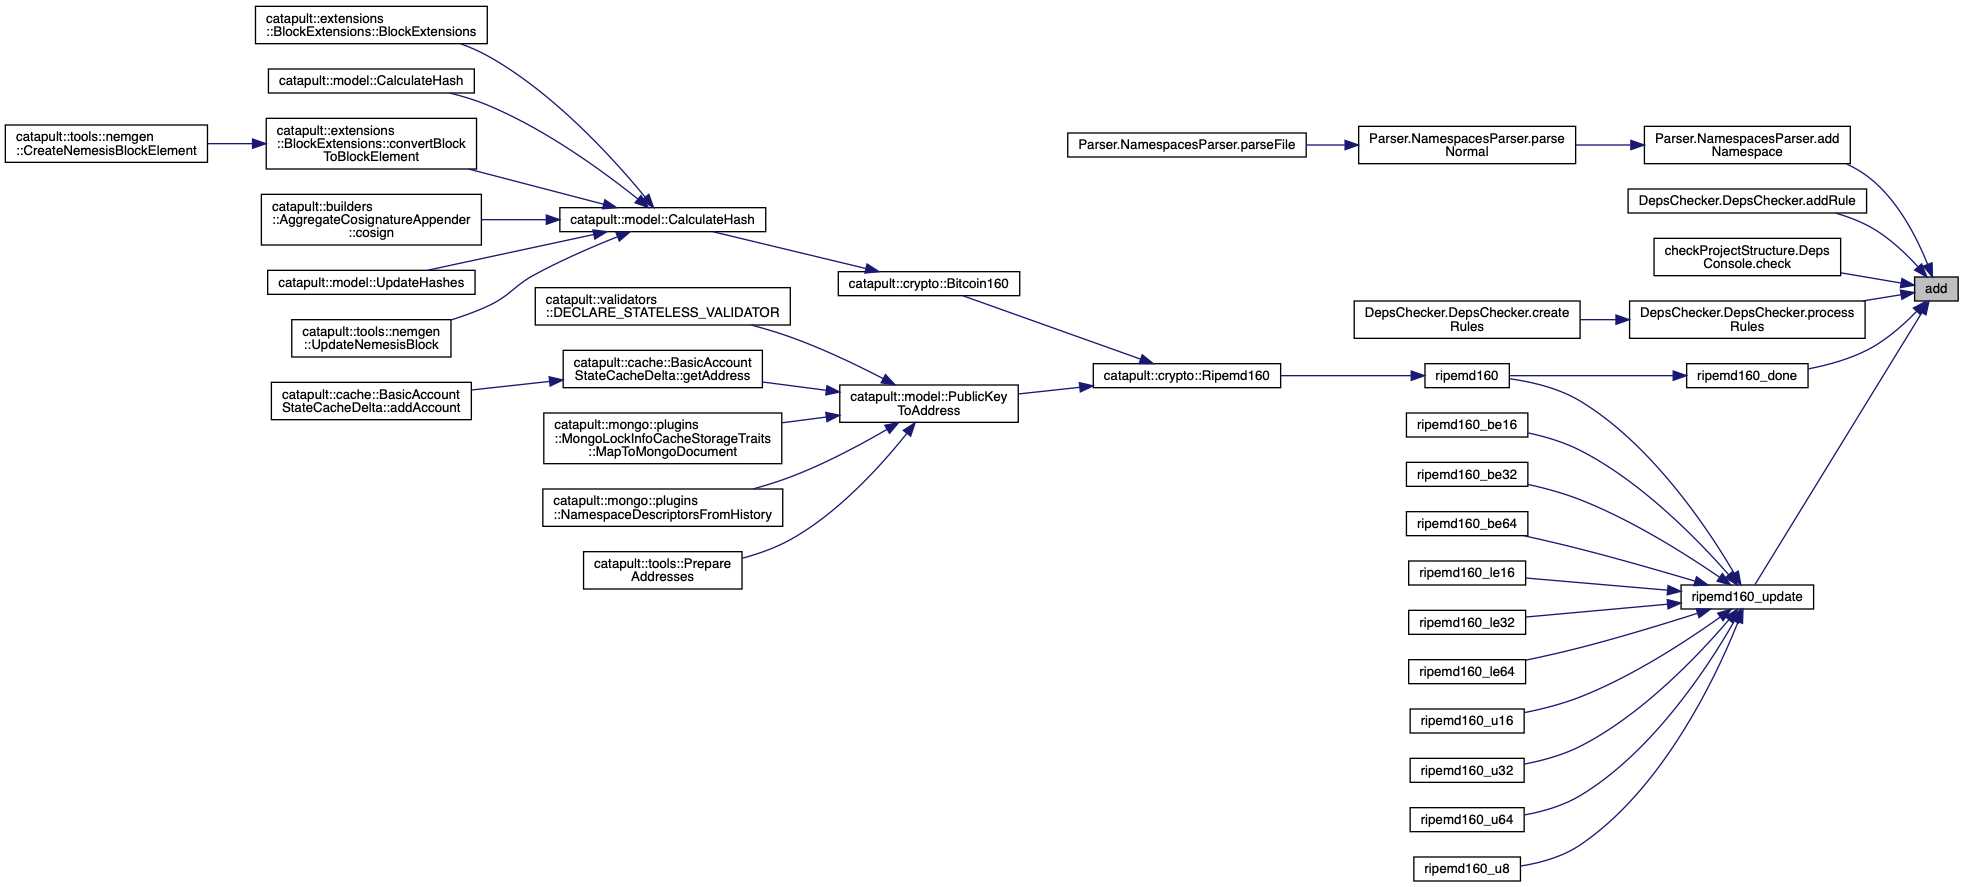 catapult::extensions
::BlockExtensions::BlockExtensions
catapult::model::CalculateHash
catapult::tools::nemgen
::CreateNemesisBlockElement
catapult::extensions
::BlockExtensions::convertBlock
ToBlockElement
catapult::builders
::AggregateCosignatureAppender
::cosign
catapult::model::UpdateHashes
catapult::tools::nemgen
::UpdateNemesisBlock
catapult::model::CalculateHash
catapult::crypto::Bitcoin160
catapult::validators
::DECLARE_STATELESS_VALIDATOR
catapult::cache::BasicAccount
StateCacheDelta::getAddress
catapult::cache::BasicAccount
StateCacheDelta::addAccount
catapult::mongo::plugins
::MongoLockInfoCacheStorageTraits
::MapToMongoDocument
catapult::mongo::plugins
::NamespaceDescriptorsFromHistory
catapult::tools::Prepare
Addresses
catapult::model::PublicKey
ToAddress
catapult::crypto::Ripemd160
Parser.NamespacesParser.parseFile
Parser.NamespacesParser.parse
Normal
Parser.NamespacesParser.add
Namespace
DepsChecker.DepsChecker.addRule
checkProjectStructure.Deps
Console.check
DepsChecker.DepsChecker.create
Rules
DepsChecker.DepsChecker.process
Rules
add
ripemd160
ripemd160_done
ripemd160_be16
ripemd160_be32
ripemd160_be64
ripemd160_le16
ripemd160_update
ripemd160_le32
ripemd160_le64
ripemd160_u16
ripemd160_u32
ripemd160_u64
ripemd160_u8